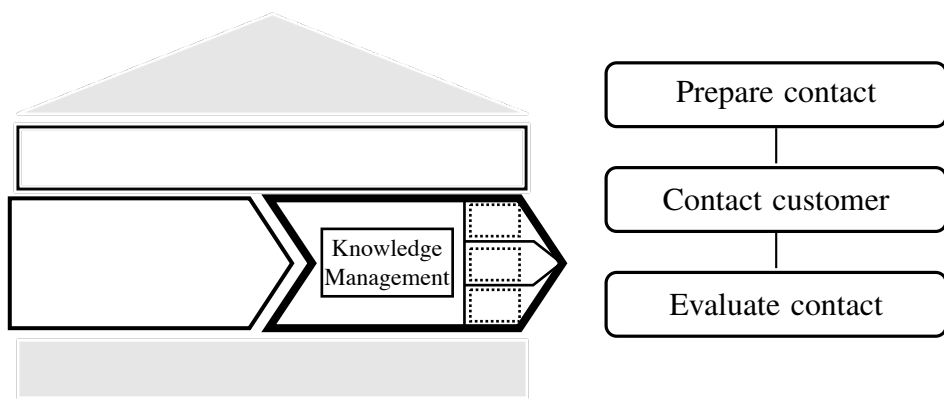 Knowledge
Management
Prepare contact
Contact customer
Evaluate contact